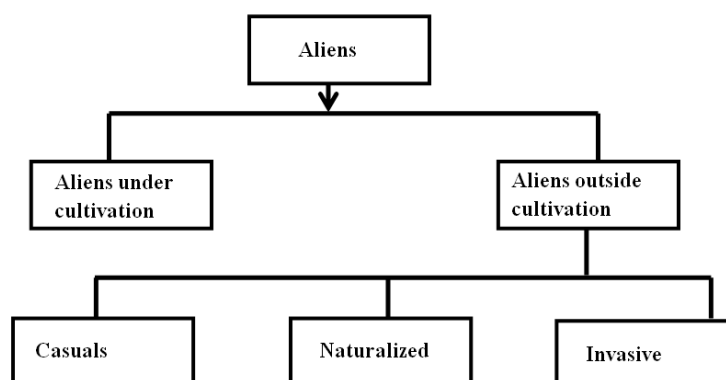 Aliens
Aliens under
cultivation
Aliens outside
cultivation
Casuals
Naturalized
Invasive